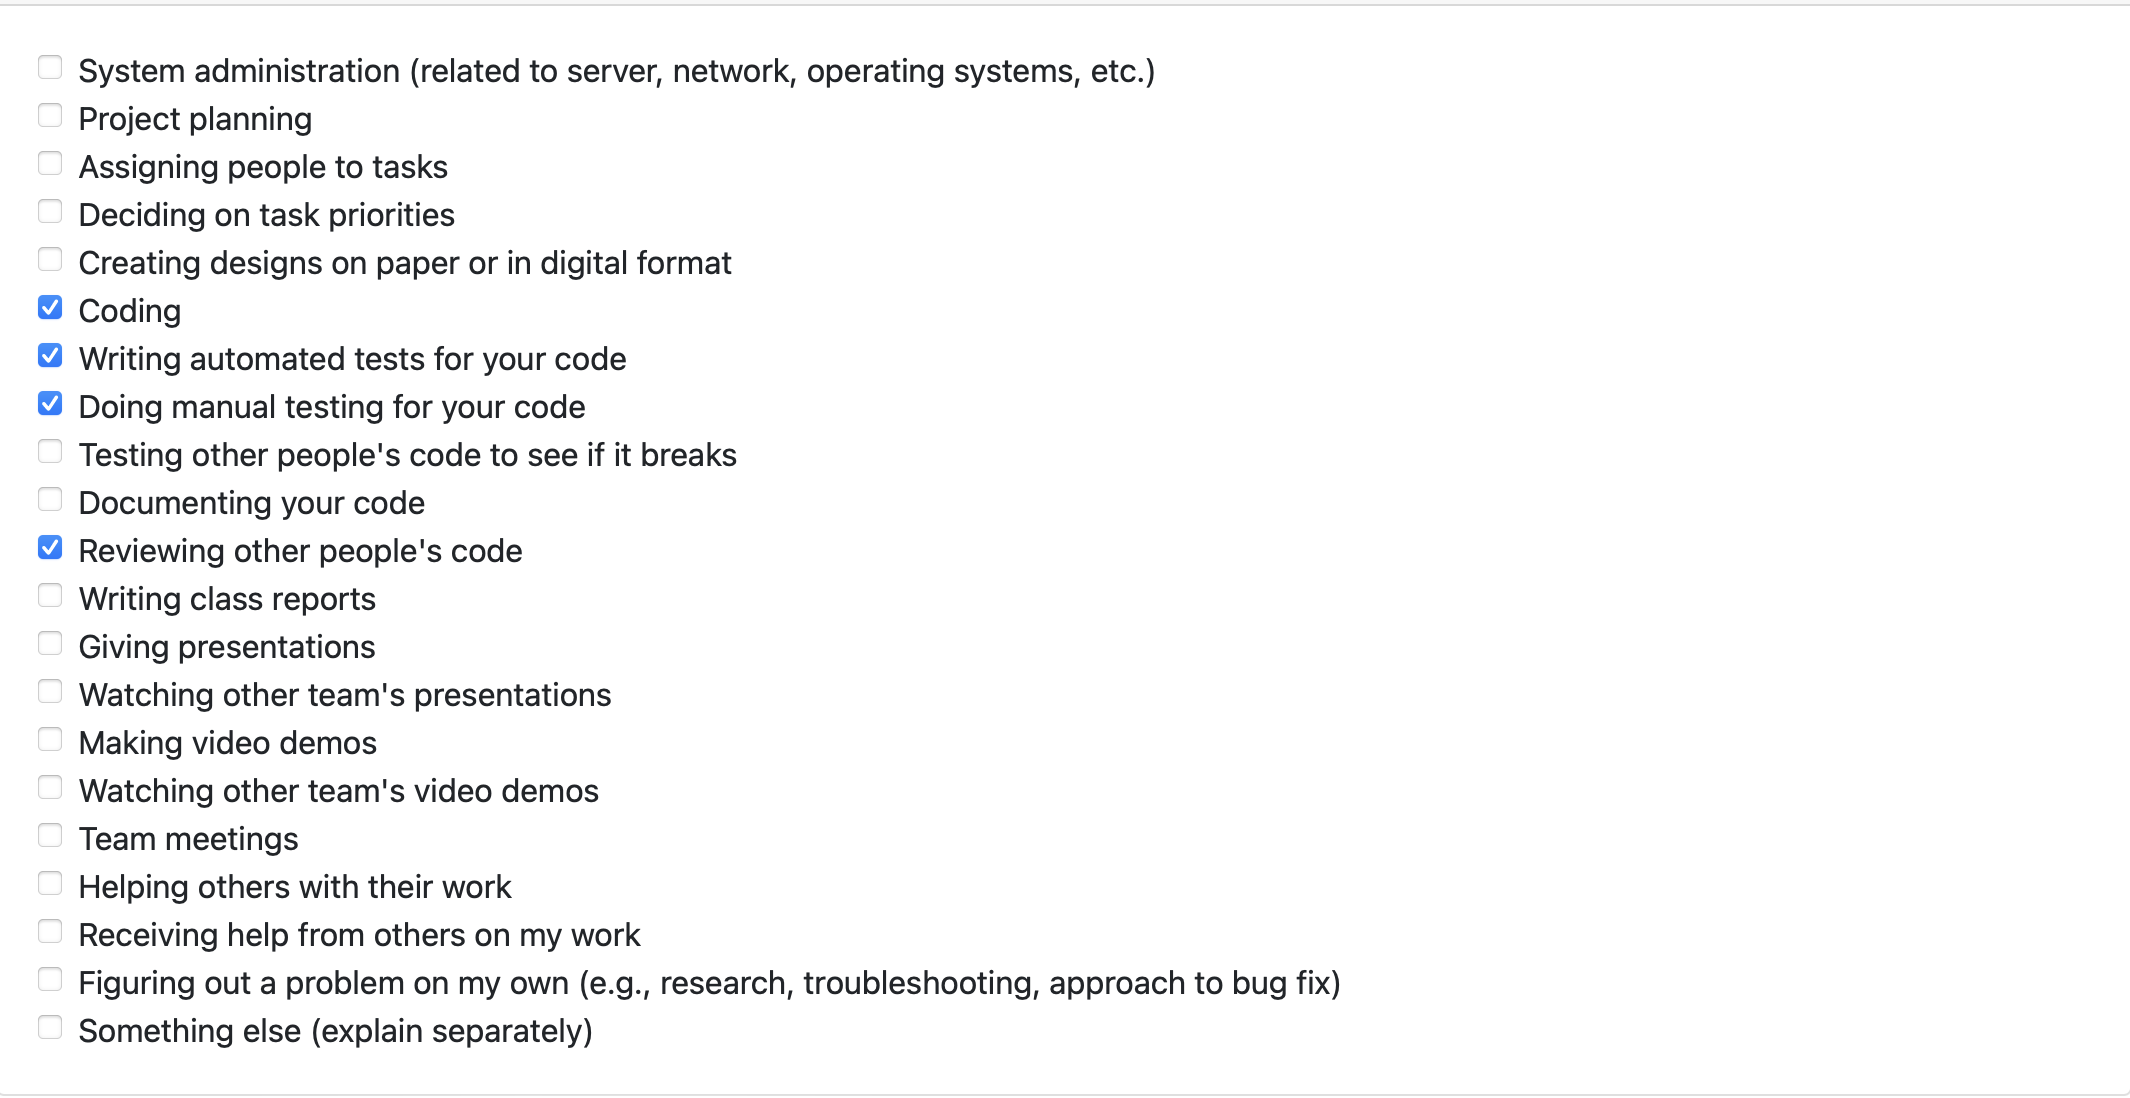 System administration (related to server, network, operating systems, etc.)
Project planning
Assigning people to tasks
Deciding on task priorities
Creating designs on paper or in digital format
Coding
Writing automated tests for your code
Doing manual testing for your code
Testing other people's code to see if it breaks
Documenting your code
Reviewing other people's code
Writing class reports
Giving presentations
Watching other team's presentations
Making video demos
Watching other team's video demos
Team meetings
Helping others with their work
Receiving help from others on my work
Figuring out a problem on my own (e.g., research, troubleshooting, approach to bug fix)
Something else (explain separately)